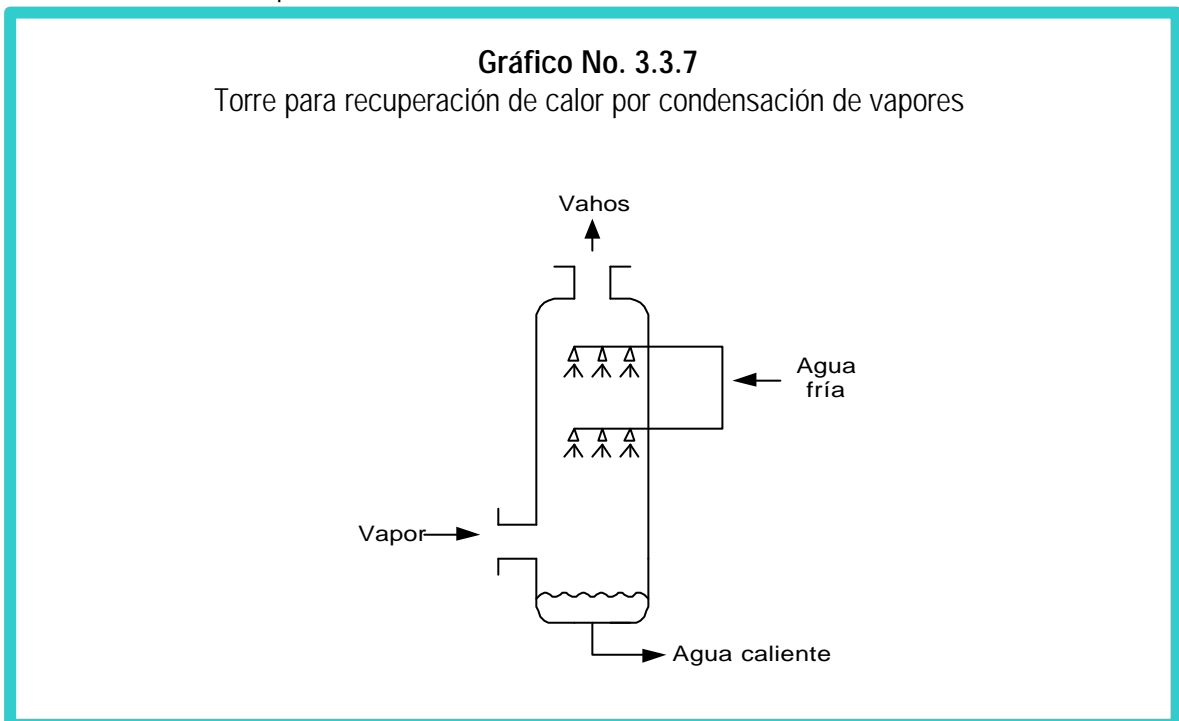 Gráfico No. 3.3.7
Torre para recuperación de calor por condensación de vapores
Vahos
Agua
fría
Vapor
Agua caliente